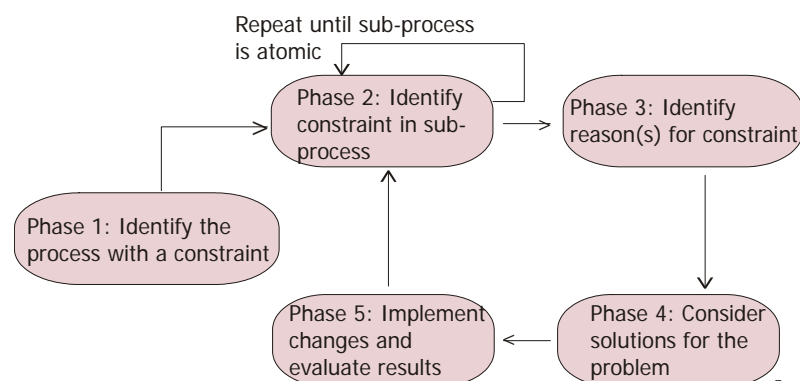 Repeat until sub-process
is atomic
Phase 2: Identify
constraint in sub-
process
Phase 3: Identify
reason(s) for constraint
Phase 1: Identify the
process with a constraint
Phase 5: Implement
changes and
evaluate results
Phase 4: Consider
solutions for the
problem